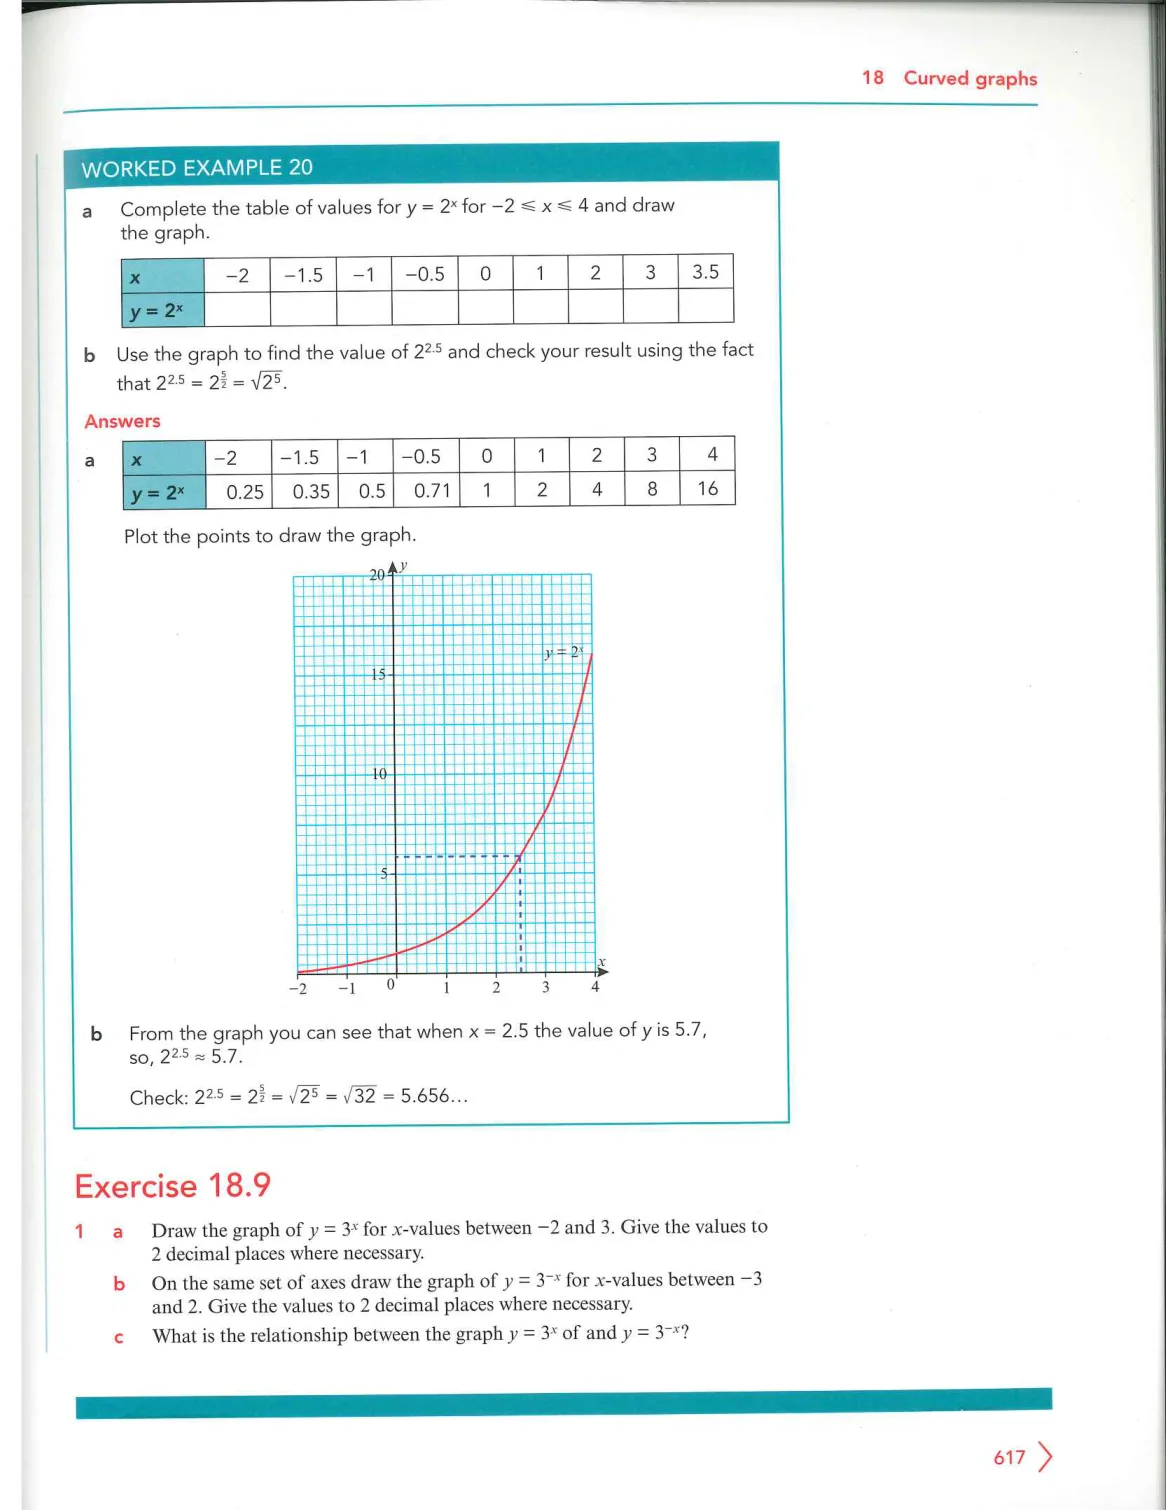 18 Curved graphs
WORKED EXAMPLE 20
a Complete the table of values for y = 2ˣ for −2 ⩽ x ⩽ 4 and draw
the graph.
x −2 −1.5 −1 −0.5 0 1 2 3 3.5
y = 2ˣ
b Use the graph to find the value of 2²·⁵ and check your result using the fact
that 2²·⁵ = 2^(5/2) = √2⁵.
Answers
a x −2 −1.5 −1 −0.5 0 1 2 3 4
y = 2ˣ 0.25 0.35 0.5 0.71 1 2 4 8 16
Plot the points to draw the graph.
20 y
y = 2ˣ
15
10
5
x
−2 −1 0 1 2 3 4
b From the graph you can see that when x = 2.5 the value of y is 5.7,
so, 2²·⁵ ≈ 5.7.
Check: 2²·⁵ = 2^(5/2) = √2⁵ = √32 = 5.656...
Exercise 18.9
1 a Draw the graph of y = 3ˣ for x-values between −2 and 3. Give the values to
2 decimal places where necessary.
b On the same set of axes draw the graph of y = 3⁻ˣ for x-values between −3
and 2. Give the values to 2 decimal places where necessary.
c What is the relationship between the graph y = 3ˣ of and y = 3⁻ˣ?
617